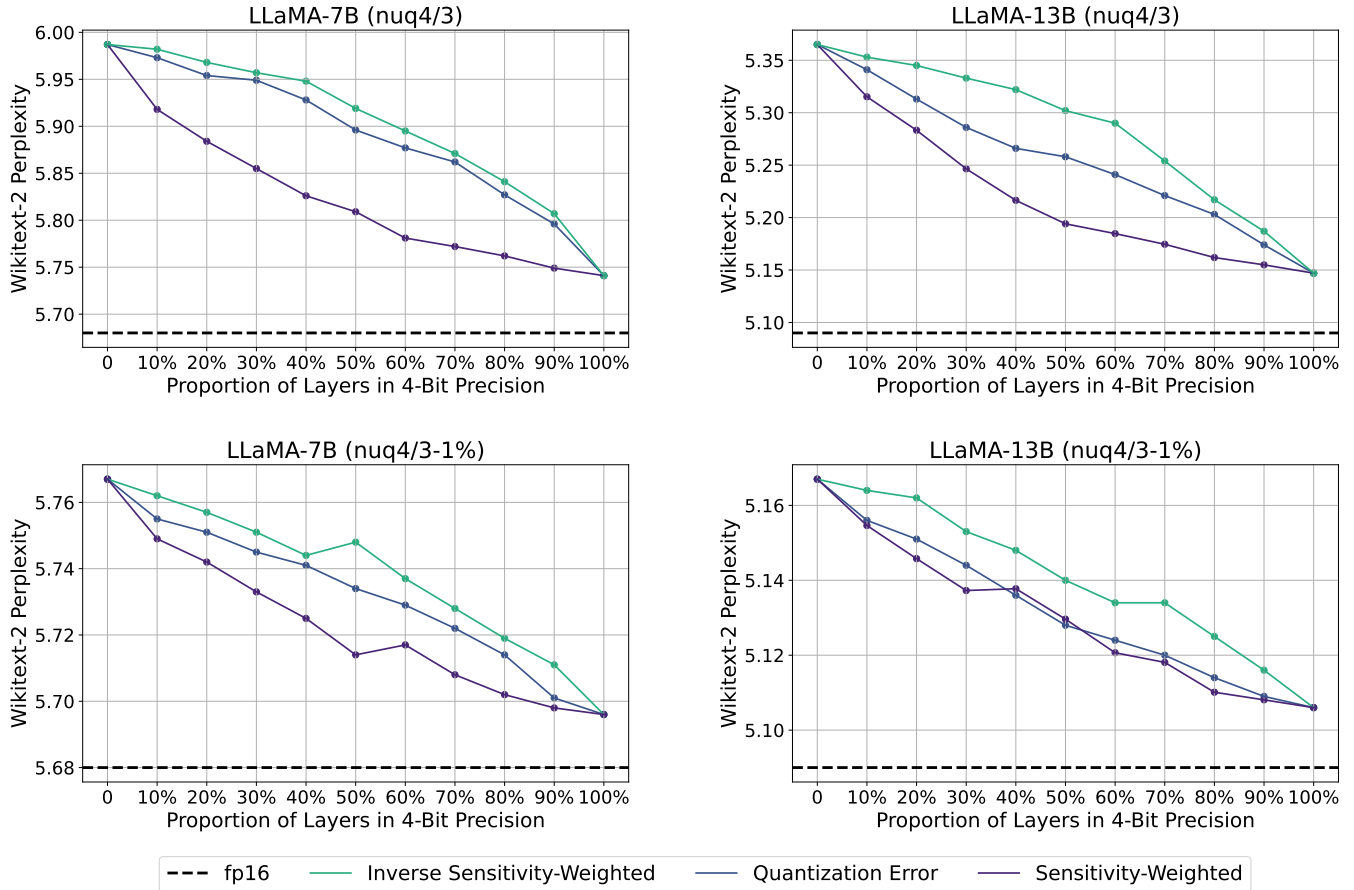 LLaMA-7B (nuq4/3)
Wikitext-2 Perplexity
6.00
5.95
5.90
5.85
5.80
5.75
5.70
0 10% 20% 30% 40% 50% 60% 70% 80% 90% 100%
Proportion of Layers in 4-Bit Precision
LLaMA-13B (nuq4/3)
Wikitext-2 Perplexity
5.35
5.30
5.25
5.20
5.15
5.10
0 10% 20% 30% 40% 50% 60% 70% 80% 90% 100%
Proportion of Layers in 4-Bit Precision
LLaMA-7B (nuq4/3-1%)
Wikitext-2 Perplexity
5.76
5.74
5.72
5.70
5.68
0 10% 20% 30% 40% 50% 60% 70% 80% 90% 100%
Proportion of Layers in 4-Bit Precision
LLaMA-13B (nuq4/3-1%)
Wikitext-2 Perplexity
5.16
5.14
5.12
5.10
0 10% 20% 30% 40% 50% 60% 70% 80% 90% 100%
Proportion of Layers in 4-Bit Precision
fp16 Inverse Sensitivity-Weighted Quantization Error Sensitivity-Weighted